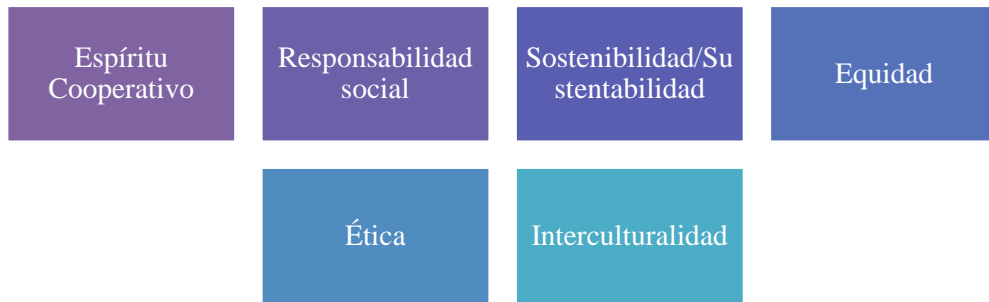 Espíritu
Cooperativo
Responsabilidad
social
Sostenibilidad/Su
stentabilidad
Equidad
Ética
Interculturalidad